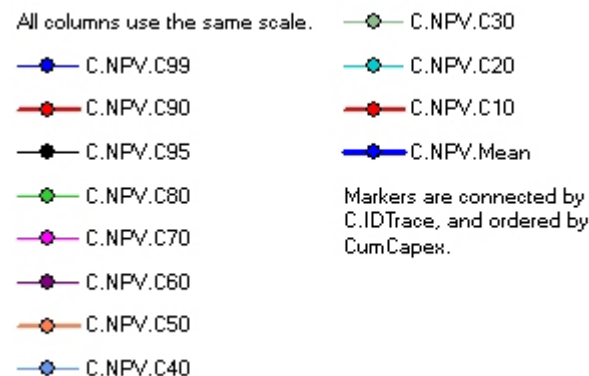 All columns use the same scale.
C.NPV.C99
C.NPV.C90
C.NPV.C95
C.NPV.C80
C.NPV.C70
C.NPV.C60
C.NPV.C50
C.NPV.C40
C.NPV.C30
C.NPV.C20
C.NPV.C10
C.NPV.Mean
Markers are connected by
C.IDTrace, and ordered by
CumCapex.